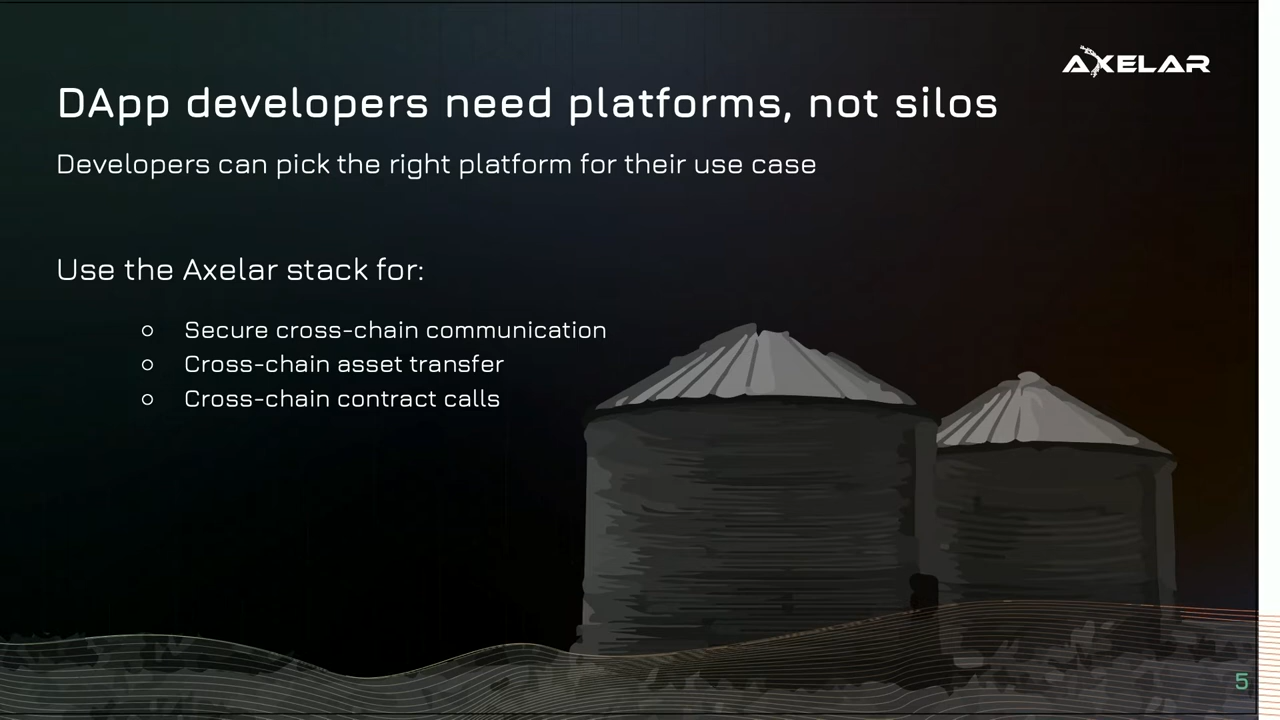 AXELAR
DApp developers need platforms, not silos
Developers can pick the right platform for their use case
Use the Axelar stack for:
Secure cross-chain communication
Cross-chain asset transfer
Cross-chain contract calls
5